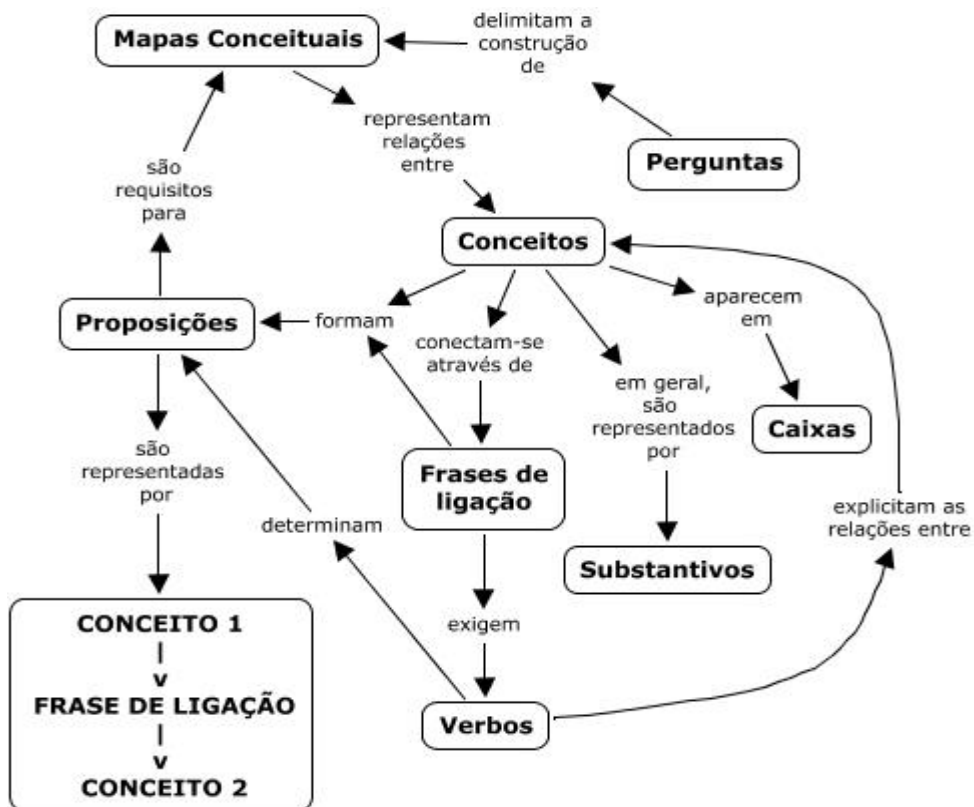 Mapas Conceituais
delimitam a
construção
de
representam
relações
entre
Perguntas
são
requisitos
para
Conceitos
Proposições
formam
conectam-se
através de
aparecem
em
em geral,
são
representados
por
Caixas
são
representadas
por
Frases de
ligação
determinam
explicitam as
relações entre
Substantivos
exigem
CONCEITO 1
|
v
FRASE DE LIGAÇÃO
|
v
CONCEITO 2
Verbos